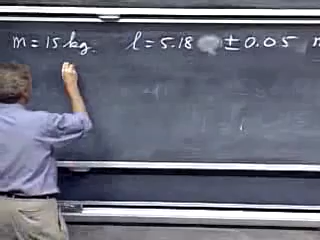 m = 15 kg l = 5.18 ± 0.05